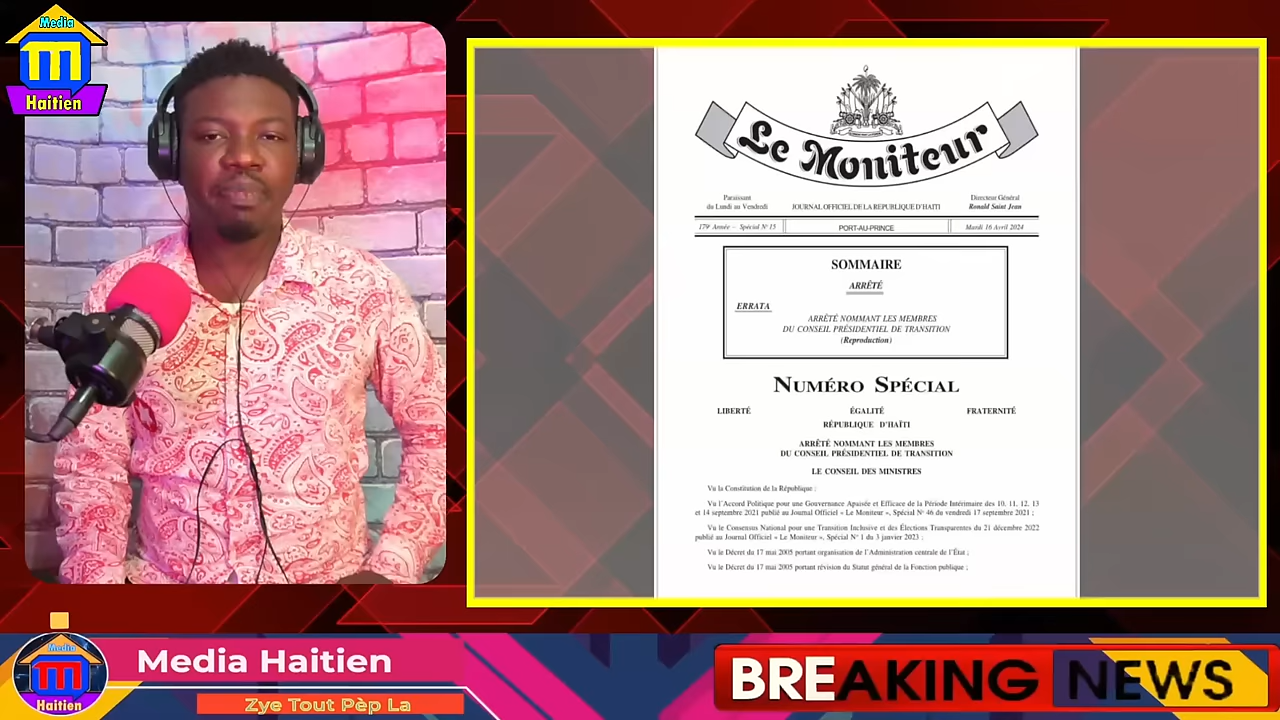 Media
M
Haitien
Le Moniteur
Paraissant
du Lundi au Vendredi
JOURNAL OFFICIEL DE LA REPUBLIQUE D'HAITI
Directeur Général
Ronald Saint Jean
179e Année – Spécial No 15
PORT-AU-PRINCE
Mardi 16 Avril 2024
SOMMAIRE
ARRÊTÉ
ERRATA
ARRÊTÉ NOMMANT LES MEMBRES
DU CONSEIL PRÉSIDENTIEL DE TRANSITION
(Reproduction)
NUMÉRO SPÉCIAL
LIBERTÉ ÉGALITÉ FRATERNITÉ
RÉPUBLIQUE D'HAÏTI
ARRÊTÉ NOMMANT LES MEMBRES
DU CONSEIL PRÉSIDENTIEL DE TRANSITION
LE CONSEIL DES MINISTRES
Vu la Constitution de la République ;
Vu l'Accord Politique pour une Gouvernance Apaisée et Efficace de la Période Intérimaire des 10, 11, 12, 13
et 14 septembre 2021 publié au Journal Officiel « Le Moniteur », Spécial No 46 du vendredi 17 septembre 2021 ;
Vu le Consensus National pour une Transition Inclusive et des Élections Transparentes du 21 décembre 2022
publié au Journal Officiel « Le Moniteur », Spécial No 1 du 3 janvier 2023 ;
Vu le Décret du 17 mai 2005 portant organisation de l'Administration centrale de l'État ;
Vu le Décret du 17 mai 2005 portant révision du Statut général de la Fonction publique ;
Media
M
Haitien
Media Haitien
Zye Tout Pèp La
BREAKING NEWS